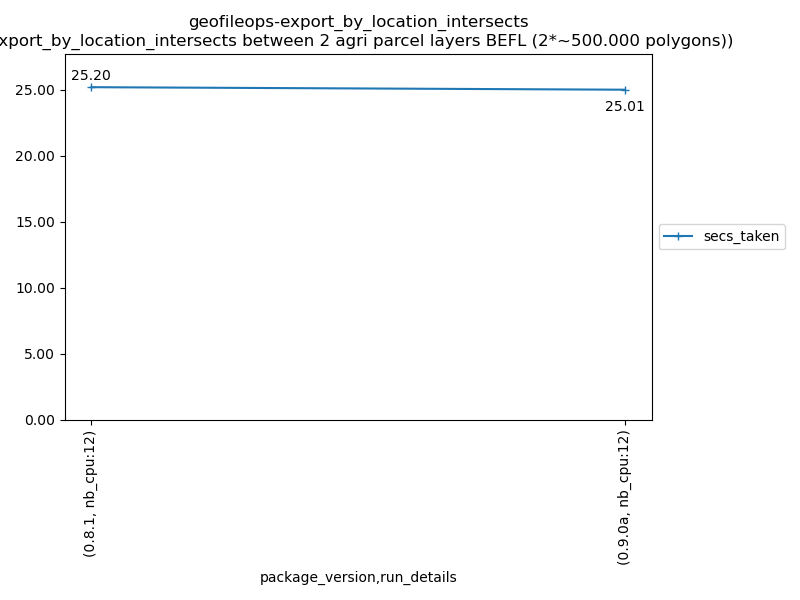 geofileops-export_by_location_intersects
xport_by_location_intersects between 2 agri parcel layers BEFL (2*~500.000 polygons))
25.20
25.01
25.00
20.00
15.00
10.00
5.00
0.00
secs_taken
(0.8.1, nb_cpu:12)
(0.9.0a, nb_cpu:12)
package_version,run_details